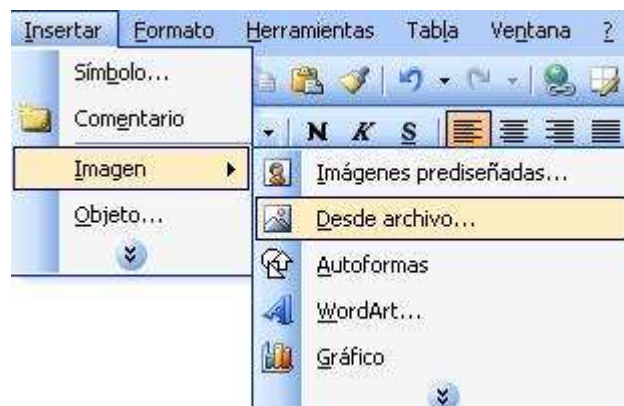 Insertar Formato Herramientas Tabla Ventana ?
Símbolo...
Comentario
N K S
Imagen
Imágenes prediseñadas...
Objeto...
Desde archivo...
Autoformas
WordArt...
Gráfico